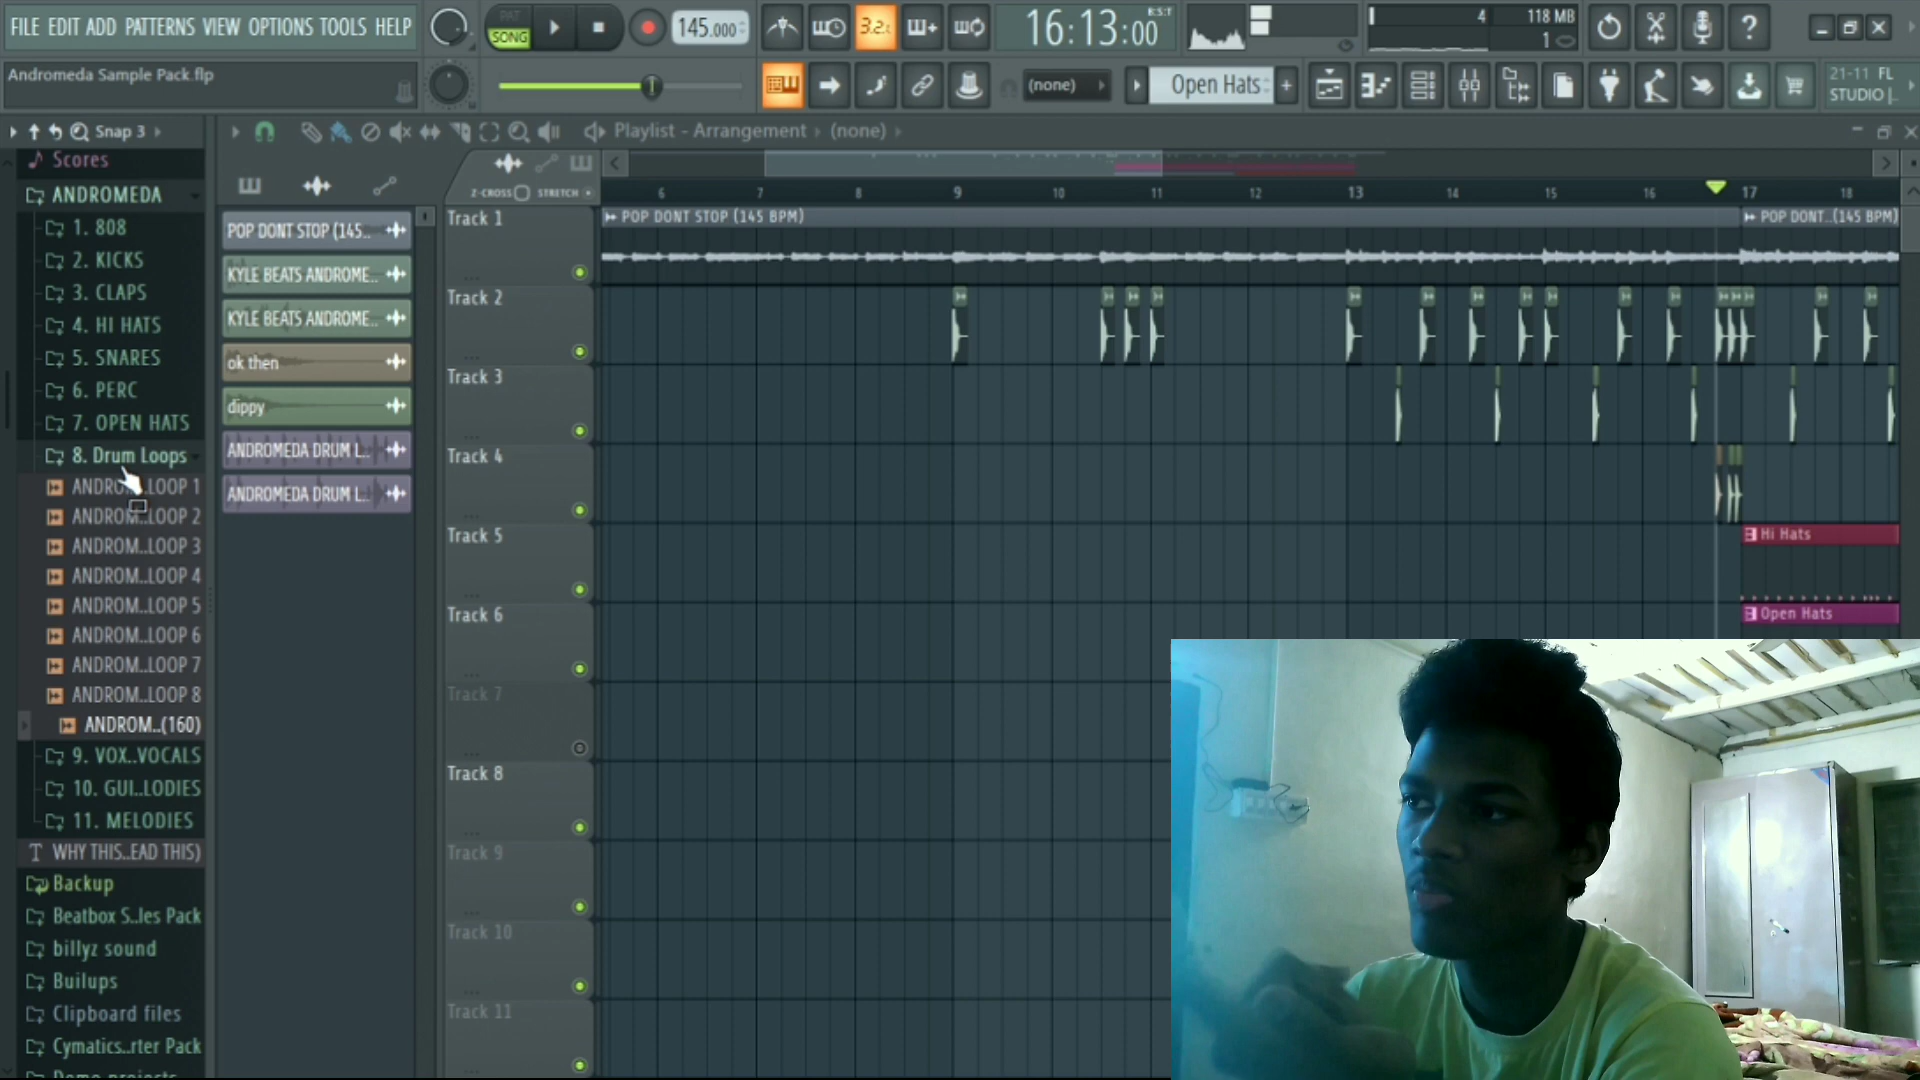 FILE EDIT ADD PATTERNS VIEW OPTIONS TOOLS HELP
PAT
SONG
145.000
3.2.
16:13:00
B:S:T
4
118 MB
1
Andromeda Sample Pack.flp
(none)
Open Hats
21-11 FL
STUDIO |..
Snap 3
Playlist - Arrangement
(none)
Scores
ANDROMEDA
1. 808
2. KICKS
3. CLAPS
4. HI HATS
5. SNARES
6. PERC
7. OPEN HATS
8. Drum Loops
ANDRO...LOOP 1
ANDROM..LOOP 2
ANDROM..LOOP 3
ANDROM..LOOP 4
ANDROM..LOOP 5
ANDROM..LOOP 6
ANDROM..LOOP 7
ANDROM..LOOP 8
ANDROM..(160)
9. VOX..VOCALS
10. GUI..LODIES
11. MELODIES
WHY THIS..EAD THIS)
Backup
Beatbox S..les Pack
billyz sound
Builups
Clipboard files
Cymatics..rter Pack
Demo projects
POP DONT STOP (145..
KYLE BEATS ANDROME..
KYLE BEATS ANDROME..
ok then
dippy
ANDROMEDA DRUM L..
ANDROMEDA DRUM L..
Z-CROSS
STRETCH
6 7 8 9 10 11 12 13 14 15 16 17 18
Track 1
POP DONT STOP (145 BPM)
POP DONT..(145 BPM)
Track 2
Track 3
Track 4
Track 5
Hi Hats
Track 6
Open Hats
Track 7
Track 8
Track 9
Track 10
Track 11